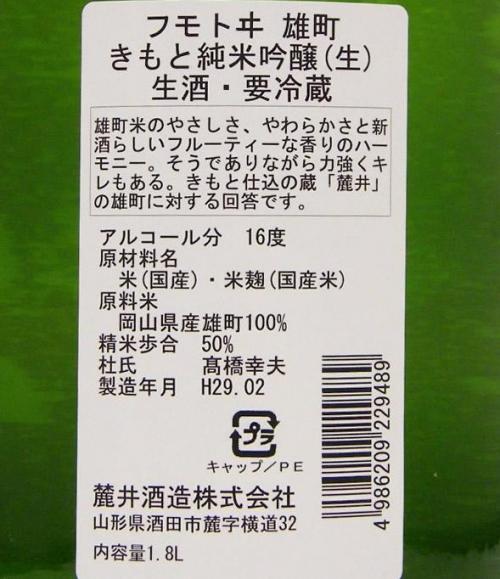 フモトヰ 雄町
きもと純米吟醸(生)
生酒・要冷蔵
雄町米のやさしさ、やわらかさと新
酒らしいフルーティーな香りのハー
モニー。そうでありながら力強くキ
レもある。きもと仕込の蔵「麓井」
の雄町に対する回答です。
アルコール分 16度
原材料名
米(国産)・米麹(国産米)
原料米
岡山県産雄町100%
精米歩合 50%
杜氏 髙橋幸夫
製造年月 H29.02
プラ
キャップ/PE
麓井酒造株式会社
山形県酒田市麓字横道32
内容量1.8L
4 986209 229489